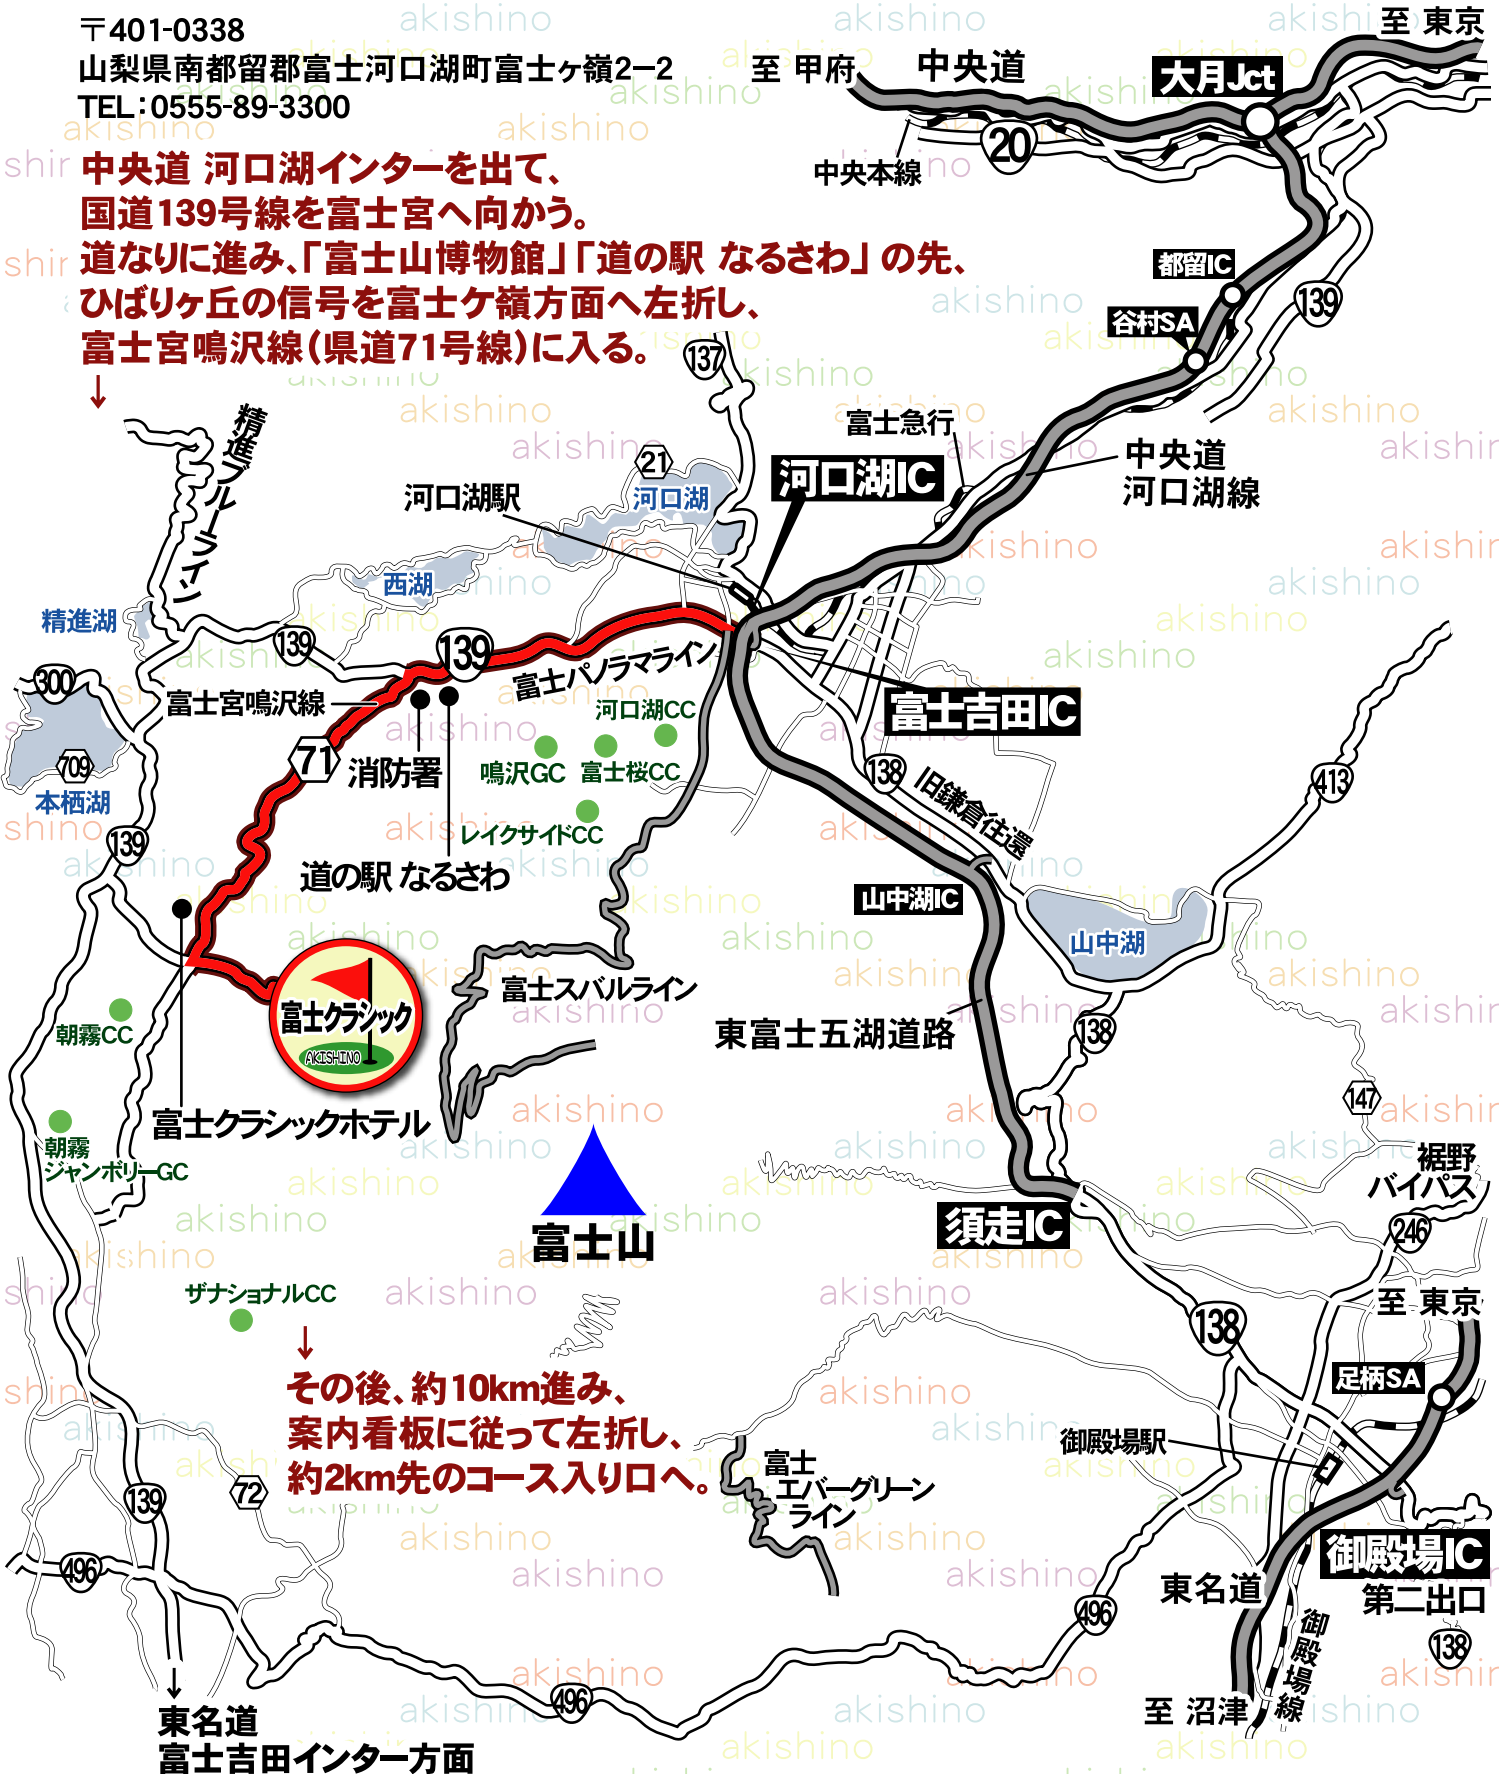 〒401-0338
山梨県南都留郡富士河口湖町富士ヶ嶺2ー2
TEL：0555-89-3300
中央道 河口湖インターを出て、
国道139号線を富士宮へ向かう。
道なりに進み、「富士山博物館」「道の駅 なるさわ」の先、
ひばりヶ丘の信号を富士ケ嶺方面へ左折し、
富士宮鳴沢線（県道71号線）に入る。
↓
至 東京
至 甲府
中央道
大月Jct
20
中央本線
都留IC
139
谷村SA
137
富士急行
中央道
河口湖線
精進ブルーライン
21
河口湖
河口湖駅
河口湖IC
西湖
精進湖
139
139
300
富士パノラマライン
富士宮鳴沢線
河口湖CC
富士吉田IC
71
709
消防署
鳴沢GC
富士桜CC
138
旧鎌倉往還
413
本栖湖
139
レイクサイドCC
道の駅 なるさわ
山中湖IC
山中湖
富士スバルライン
富士クラシック
AKISHINO
朝霧CC
東富士五湖道路
138
147
富士クラシックホテル
朝霧
ジャンボリーGC
裾野
バイパス
富士山
須走IC
246
ザナショナルCC
至 東京
138
↓
その後、約10km進み、
案内看板に従って左折し、
約2km先のコース入り口へ。
足柄SA
御殿場駅
富士
エバーグリーン
ライン
72
139
御殿場IC
第二出口
496
東名道
496
138
御殿場線
496
至 沼津
↓
東名道
富士吉田インター方面
akishino